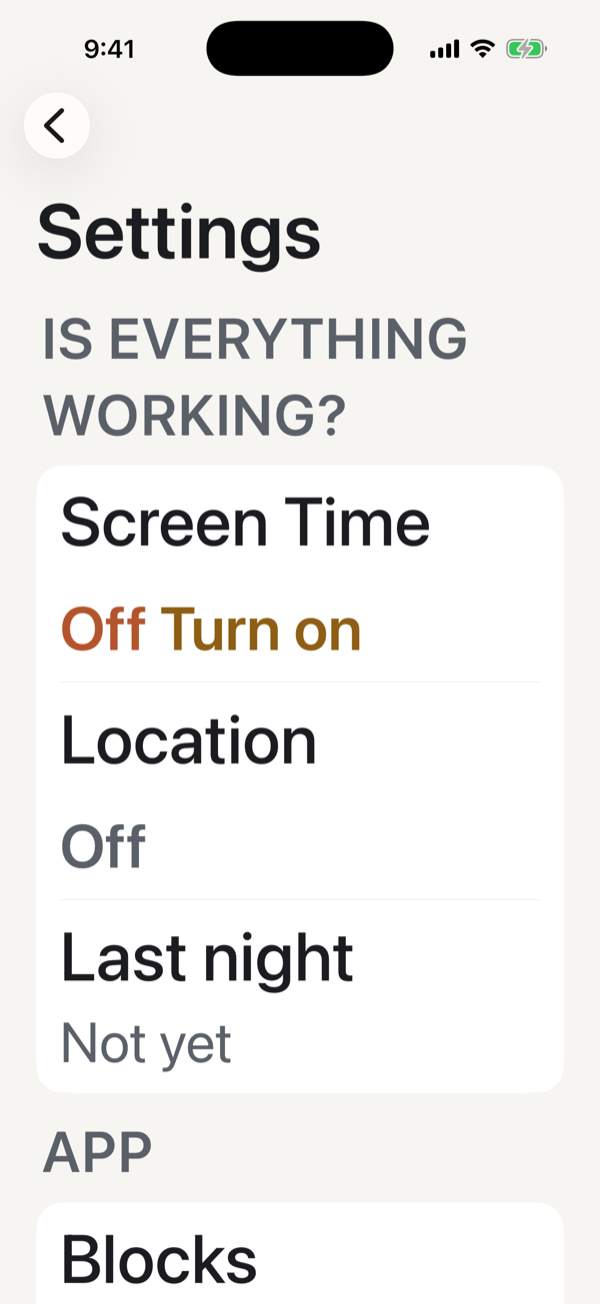 9:41
Settings
IS EVERYTHING
WORKING?
Screen Time
Off Turn on
Location
Off
Last night
Not yet
APP
Blocks